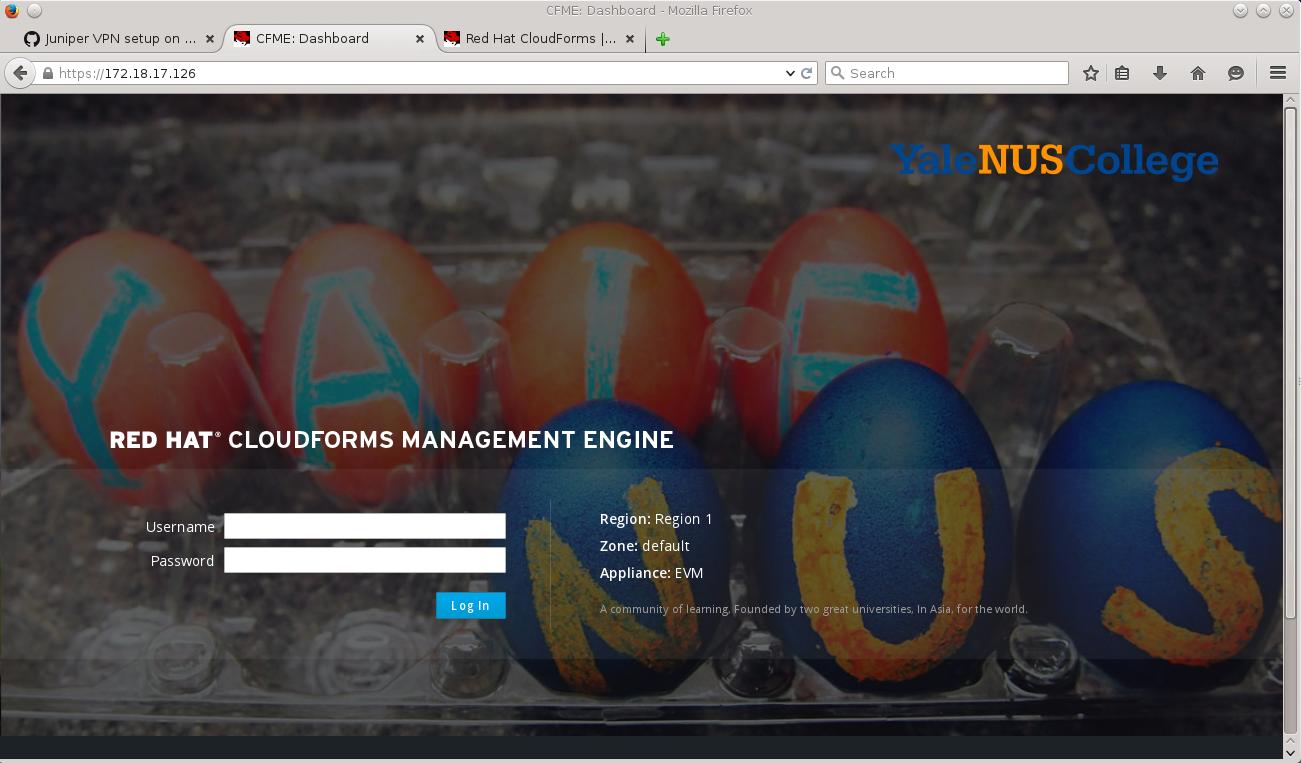 CFME: Dashboard - Mozilla Firefox
Juniper VPN setup on ...
CFME: Dashboard
Red Hat CloudForms |...
https://172.18.17.126
Search
YaleNUSCollege
Y A L E
RED HAT® CLOUDFORMS MANAGEMENT ENGINE
N U S
Username
Password
Log In
Region: Region 1
Zone: default
Appliance: EVM
A community of learning, Founded by two great universities, In Asia, for the world.